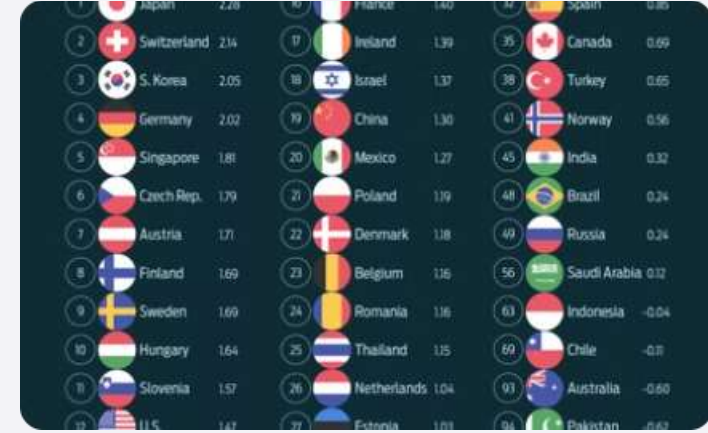 1 Japan 2.28
2 Switzerland 2.14
3 S. Korea 2.05
4 Germany 2.02
5 Singapore 1.81
6 Czech Rep. 1.79
7 Austria 1.71
8 Finland 1.69
9 Sweden 1.69
10 Hungary 1.64
11 Slovenia 1.57
12 U.S. 1.47
16 France 1.40
17 Ireland 1.39
18 Israel 1.37
19 China 1.30
20 Mexico 1.27
21 Poland 1.19
22 Denmark 1.18
23 Belgium 1.16
24 Romania 1.16
25 Thailand 1.15
26 Netherlands 1.04
27 Estonia 1.03
32 Spain 0.85
35 Canada 0.69
38 Turkey 0.65
41 Norway 0.56
45 India 0.32
48 Brazil 0.24
49 Russia 0.24
56 Saudi Arabia 0.12
63 Indonesia -0.04
69 Chile -0.11
93 Australia -0.60
94 Pakistan -0.62